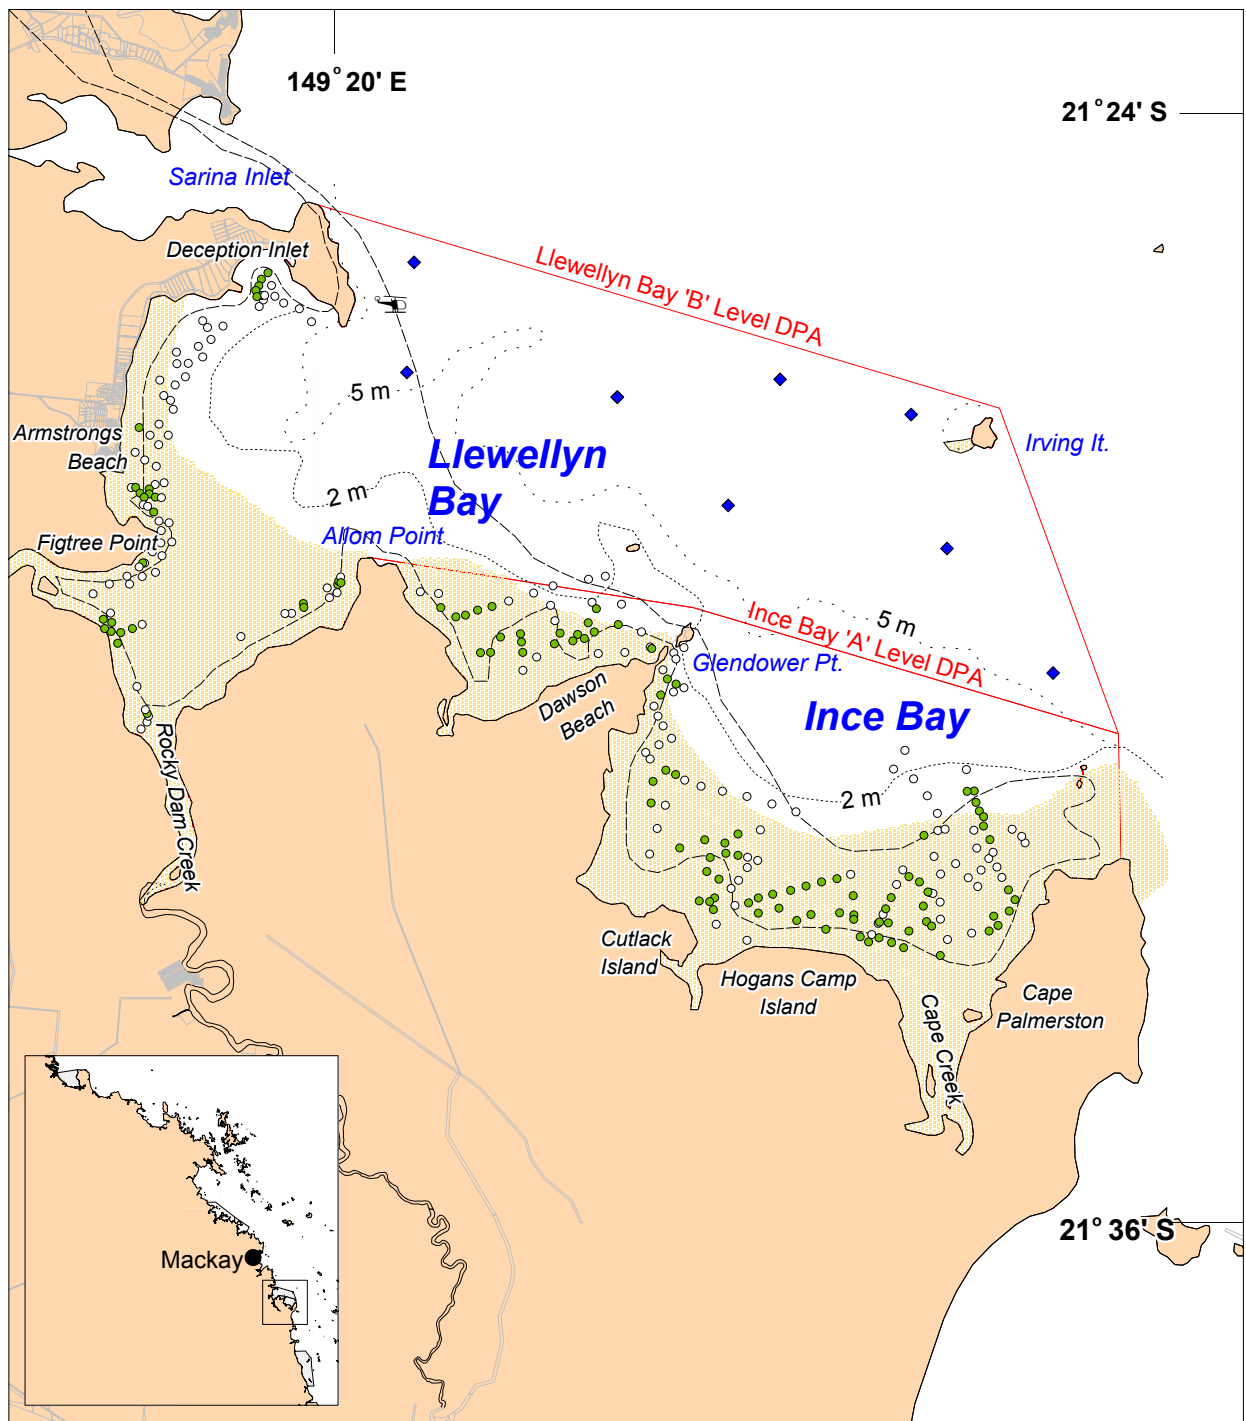 149° 20' E
21° 24' S
Sarina Inlet
Deception Inlet
Llewellyn Bay 'B' Level DPA
5 m
Armstrongs
Beach
Llewellyn
Bay
Irving It.
2 m
Allom Point
Figtree Point
5 m
Ince Bay 'A' Level DPA
Glendower Pt.
Dawson
Beach
Ince Bay
Rocky Dam Creek
2 m
Cutlack
Island
Hogans Camp
Island
Cape Creek
Cape
Palmerston
21° 36' S
Mackay